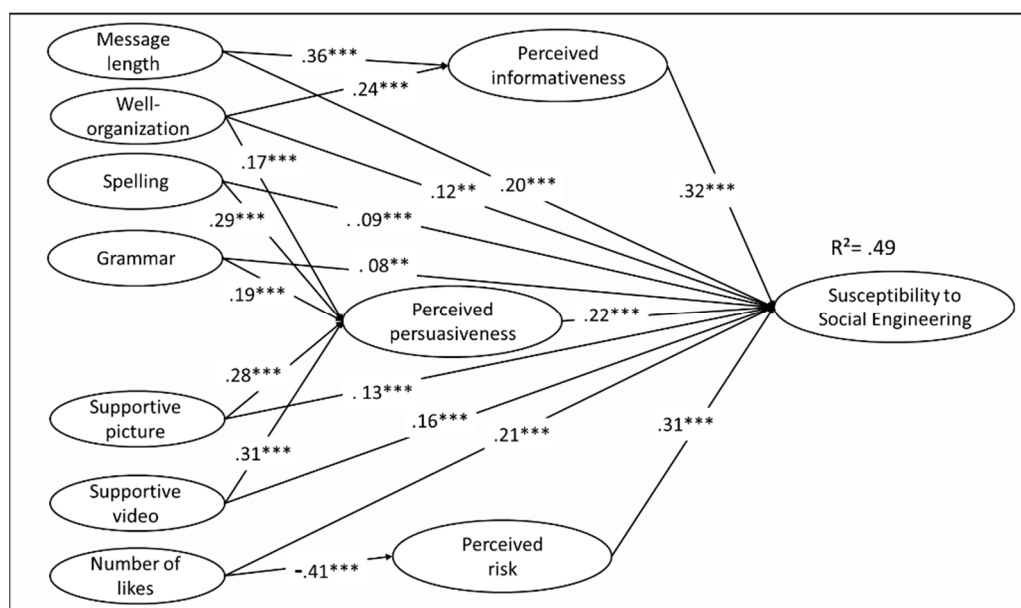 Message
length
.36***
Perceived
informativeness
.24***
Well-
organization
.17***
.20***
.12**
.32***
Spelling
. .09***
.29***
R²= .49
Grammar
. 08**
.19***
Perceived
persuasiveness
.22***
Susceptibility to
Social Engineering
.28***
. 13***
Supportive
picture
.16***
.21***
.31***
.31***
Supportive
video
Perceived
risk
Number of
likes
-.41***